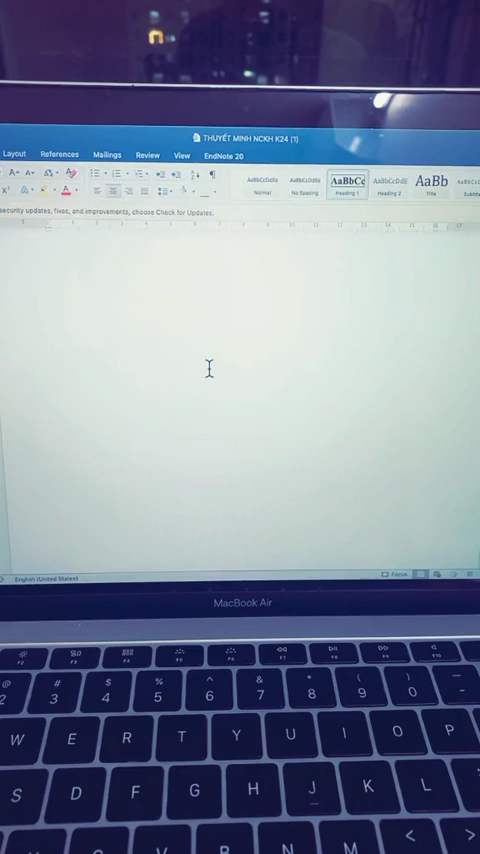 THUYẾT MINH NCKH K24 (1)
Layout References Mailings Review View EndNote 20
AaBbCcDdEe AaBbCcDdEe AaBbCc AaBbCcDdE AaBb
Normal No Spacing Heading 1 Heading 2 Title
security updates, fixes, and improvements, choose Check for Updates.
English (United States) Focus
MacBook Air
F2 F3 F4 F5 F6 F7 F8 F9 F10
@ # $ % ^ & * ( )
2 3 4 5 6 7 8 9 0 -
W E R T Y U I O P
S D F G H J K L
V B N M < >